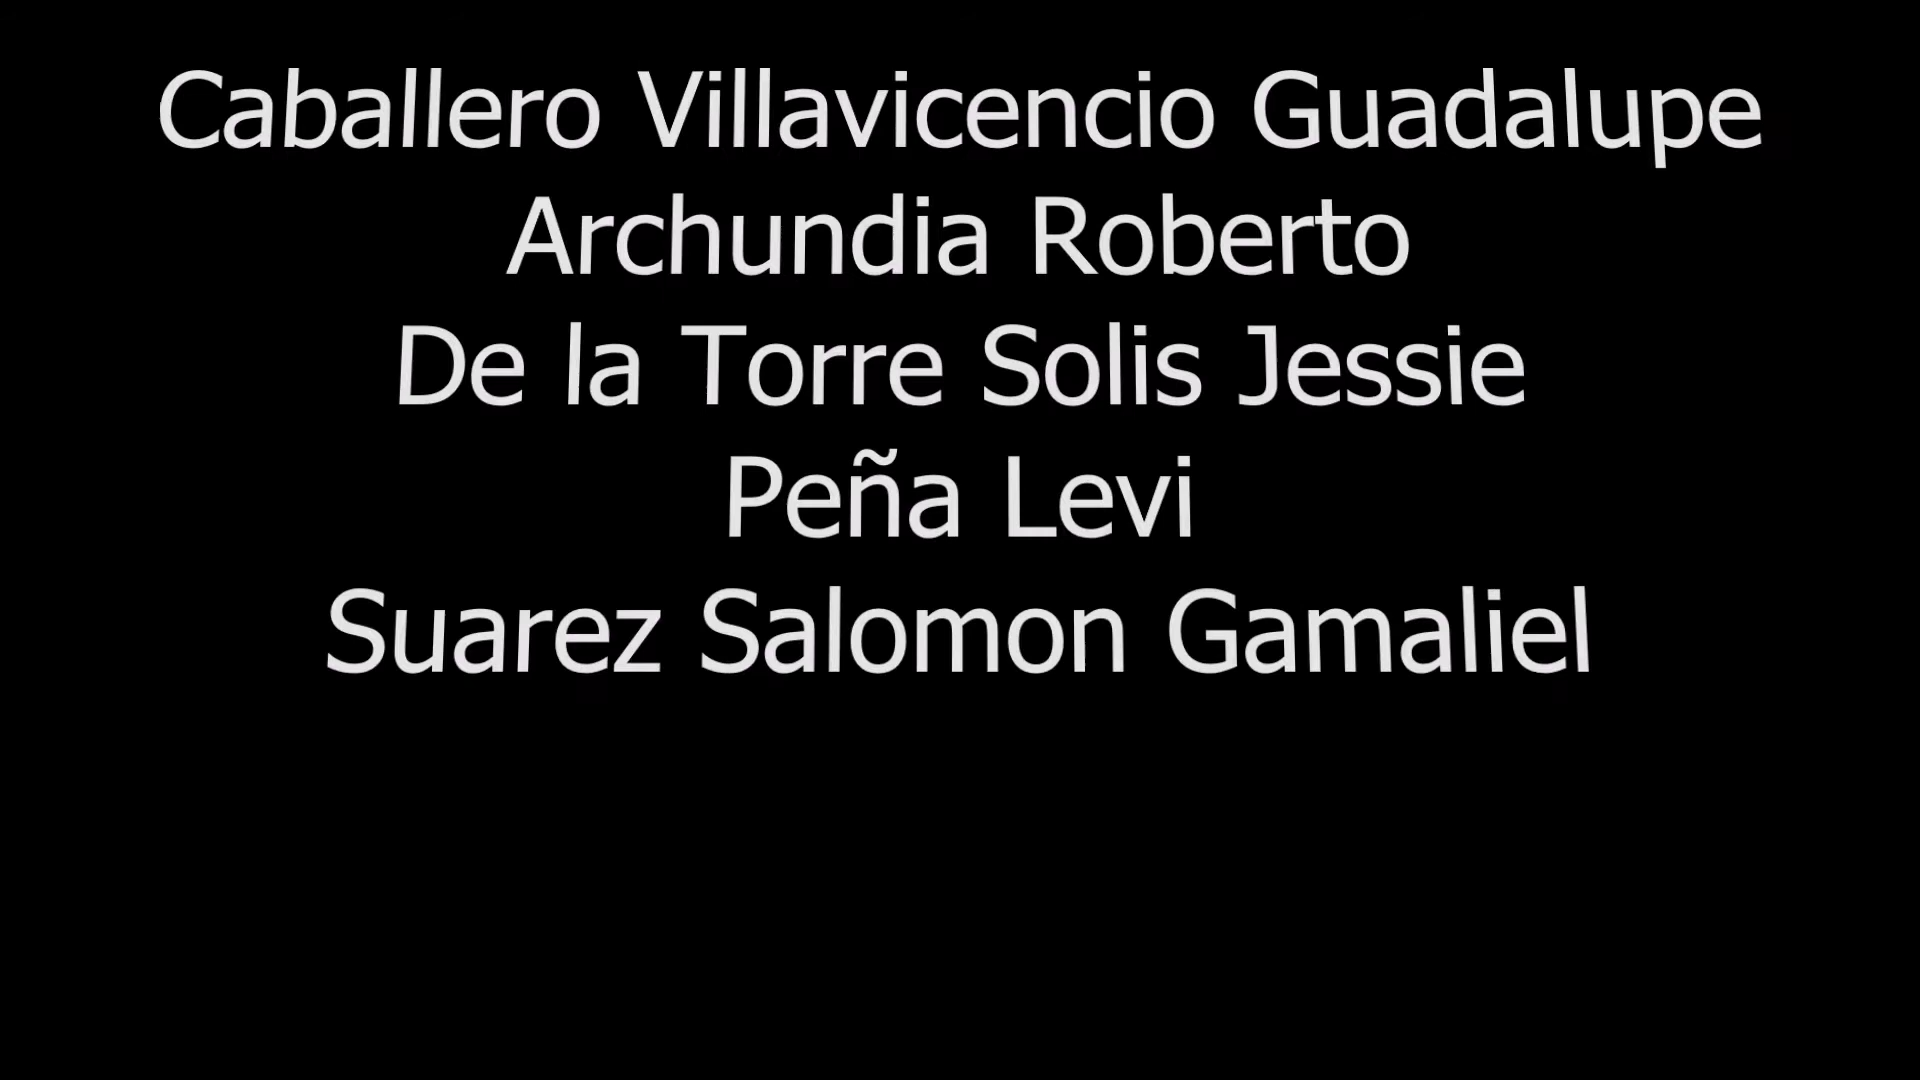 Caballero Villavicencio Guadalupe
Archundia Roberto
De la Torre Solis Jessie
Peña Levi
Suarez Salomon Gamaliel